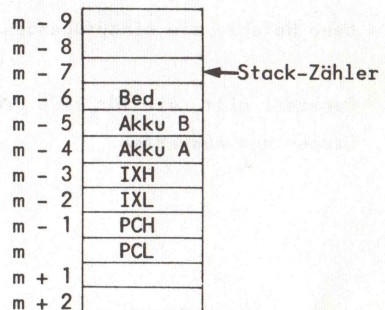 m - 9
m - 8
m - 7 Stack-Zähler
m - 6 Bed.
m - 5 Akku B
m - 4 Akku A
m - 3 IXH
m - 2 IXL
m - 1 PCH
m PCL
m + 1
m + 2